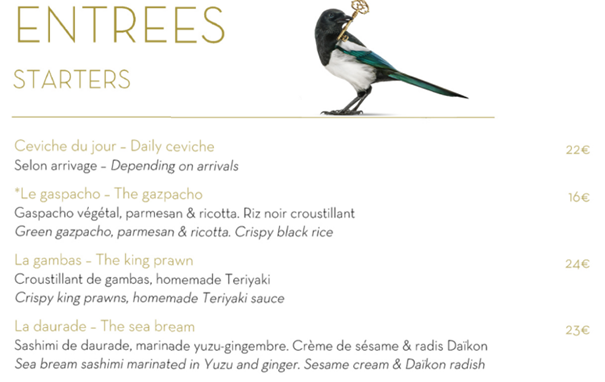 ENTREES
STARTERS
Ceviche du jour – Daily ceviche 22€
Selon arrivage – Depending on arrivals
*Le gaspacho – The gazpacho 16€
Gaspacho végétal, parmesan & ricotta. Riz noir croustillant
Green gazpacho, parmesan & ricotta. Crispy black rice
La gambas – The king prawn 24€
Croustillant de gambas, homemade Teriyaki
Crispy king prawns, homemade Teriyaki sauce
La daurade – The sea bream 23€
Sashimi de daurade, marinade yuzu-gingembre. Crème de sésame & radis Daïkon
Sea bream sashimi marinated in Yuzu and ginger. Sesame cream & Daïkon radish